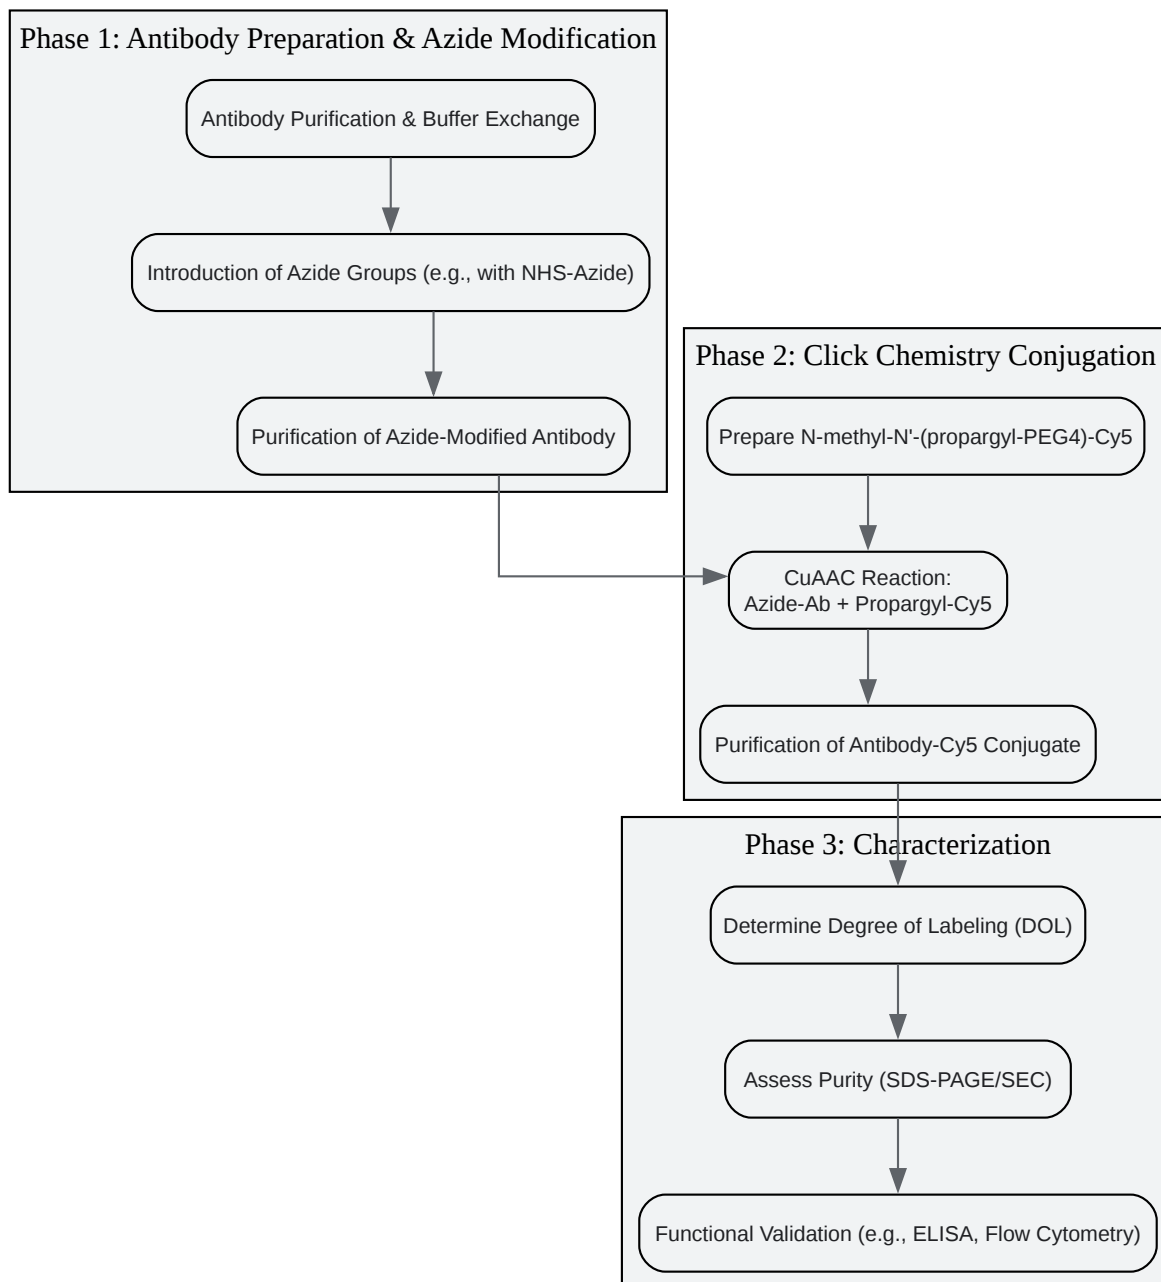 Phase 1: Antibody Preparation & Azide Modification
Antibody Purification & Buffer Exchange
Introduction of Azide Groups (e.g., with NHS-Azide)
Purification of Azide-Modified Antibody
Phase 2: Click Chemistry Conjugation
Prepare N-methyl-N'-(propargyl-PEG4)-Cy5
CuAAC Reaction:
Azide-Ab + Propargyl-Cy5
Purification of Antibody-Cy5 Conjugate
Phase 3: Characterization
Determine Degree of Labeling (DOL)
Assess Purity (SDS-PAGE/SEC)
Functional Validation (e.g., ELISA, Flow Cytometry)